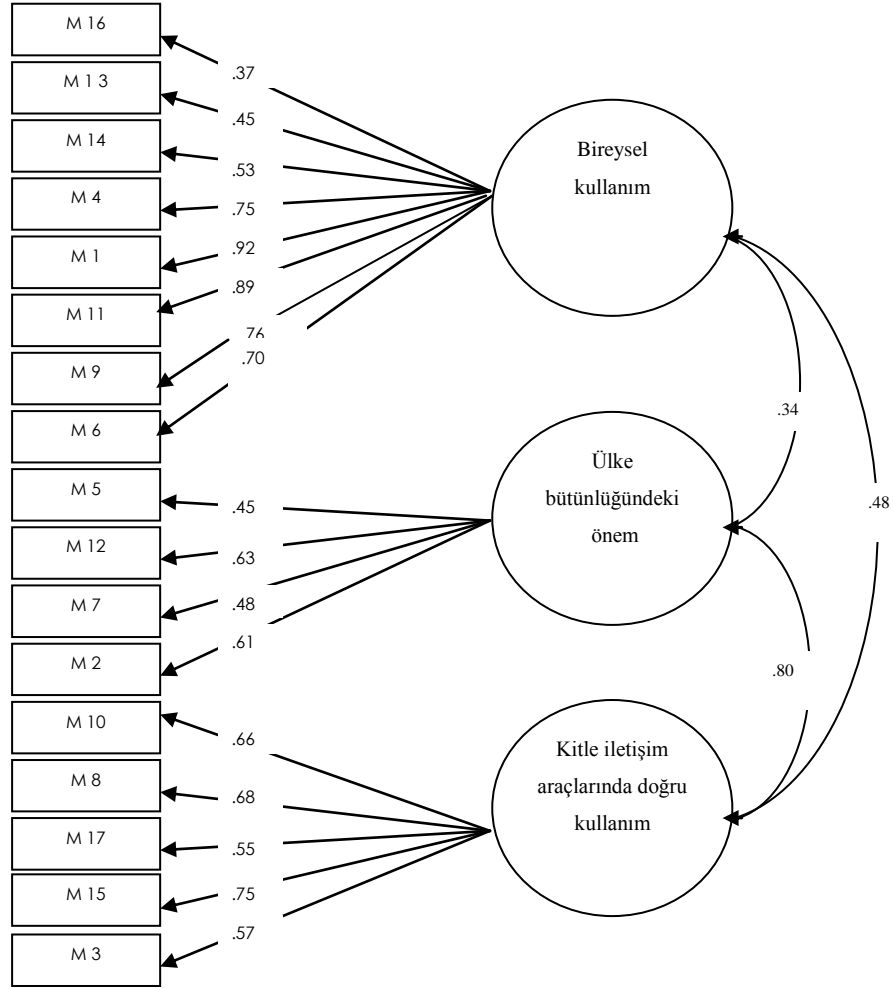 M 16
.37
M 1 3
.45
M 14
.53
M 4
.75
M 1
.92
M 11
.89
M 9
.76
M 6
.70
Bireysel
kullanım
M 5
.45
M 12
.63
M 7
.48
M 2
.61
Ülke
bütünlüğündeki
önem
M 10
.66
M 8
.68
M 17
.55
M 15
.75
M 3
.57
Kitle iletişim
araçlarında doğru
kullanım
.34
.48
.80